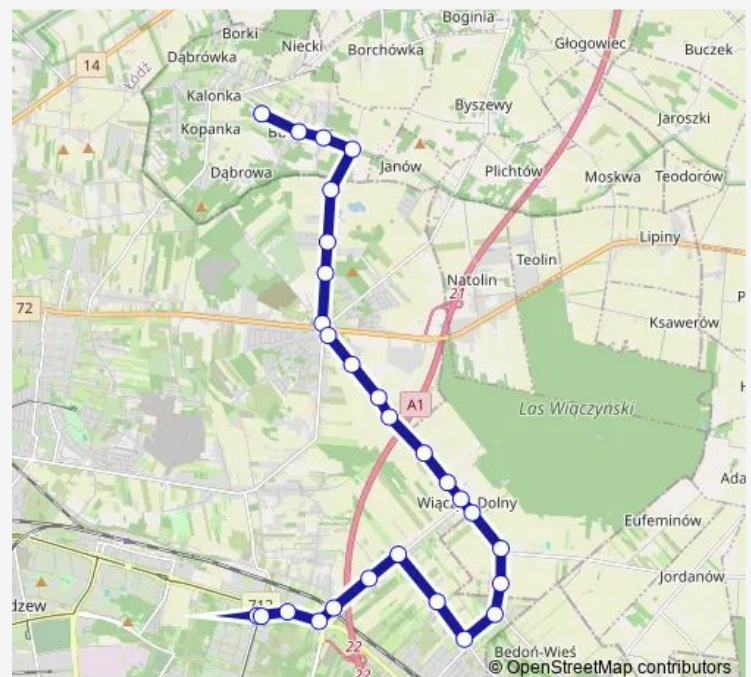 Boginia
Borki
Niecki
Borchówka
Głogowiec
Buczek
Dąbrówka
14
Łódź
Kalonka
Byszewy
Jaroszki
Kopanka
Dąbrowa
Janów
Plichtów
Moskwa
Teodorów
Lipiny
Teolin
Natolin
21
72
Ksawerów
A1
Las Wiączyński
Wiącz
Dolny
Eufeminów
Jordanów
713
22
Bedoń-Wieś
22
© OpenStreetMap contributors